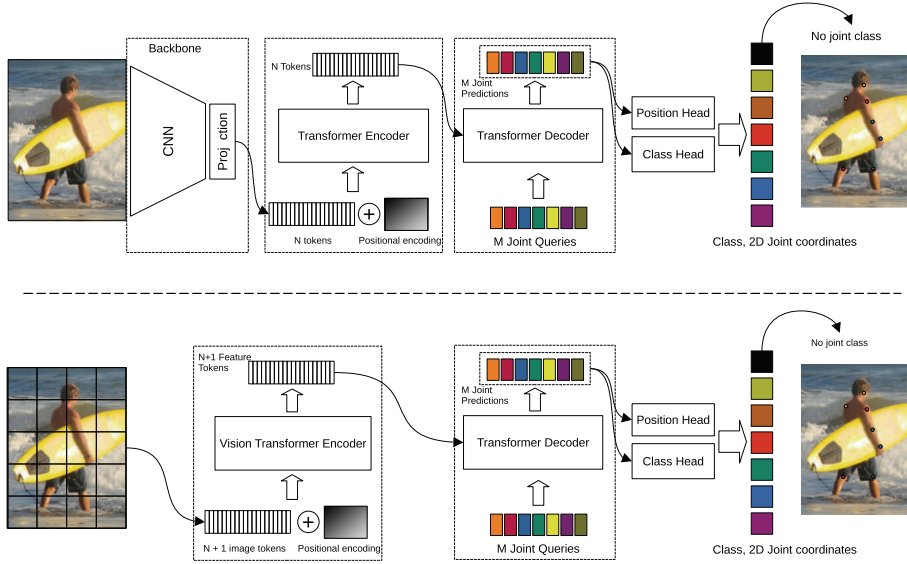 Backbone
CNN
Proj ction
N Tokens
Transformer Encoder
N tokens
Positional encoding
M Joint
Predictions
Transformer Decoder
M Joint Queries
Position Head
Class Head
No joint class
Class, 2D Joint coordinates
N+1 Feature
Tokens
Vision Transformer Encoder
N + 1 image tokens
Positional encoding
M Joint
Predictions
Transformer Decoder
M Joint Queries
Position Head
Class Head
No joint class
Class, 2D Joint coordinates